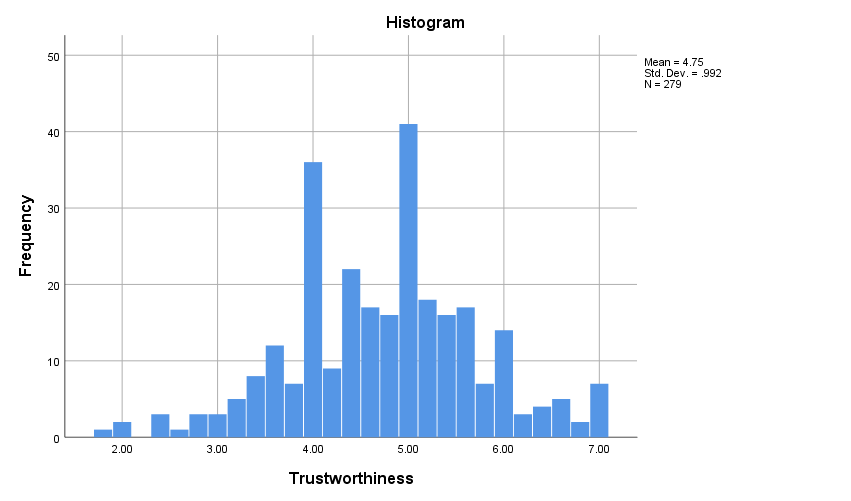 Histogram
Mean = 4.75
Std. Dev. = .992
N = 279
50
40
30
20
10
0
Frequency
2.00 3.00 4.00 5.00 6.00 7.00
Trustworthiness